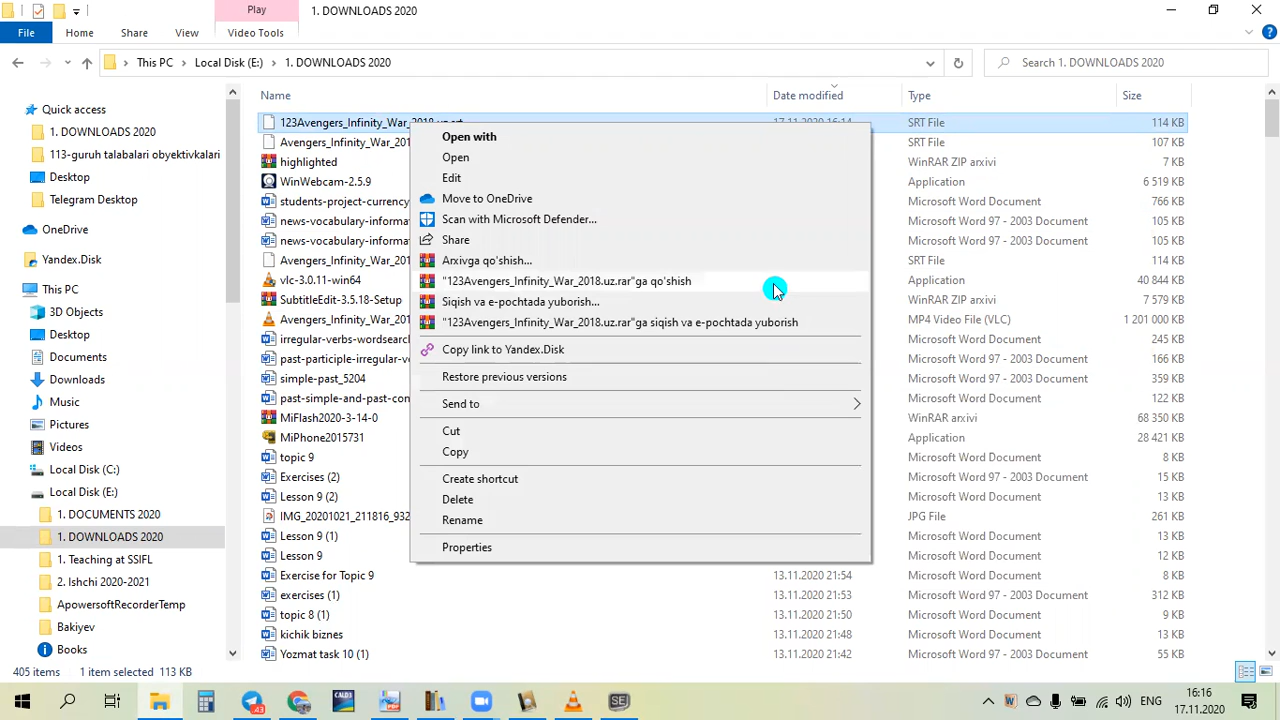 Play
1. DOWNLOADS 2020
File
Home
Share
View
Video Tools
This PC
Local Disk (E:)
1. DOWNLOADS 2020
Search 1. DOWNLOADS 2020
Name
Date modified
Type
Size
Quick access
1. DOWNLOADS 2020
113-guruh talabalari obyektivkalari
Desktop
Telegram Desktop
OneDrive
Yandex.Disk
This PC
3D Objects
Desktop
Documents
Downloads
Music
Pictures
Videos
Local Disk (C:)
Local Disk (E:)
1. DOCUMENTS 2020
1. DOWNLOADS 2020
1. Teaching at SSIFL
2. Ishchi 2020-2021
ApowersoftRecorderTemp
Bakiyev
Books
123Avengers_Infinity_War_2018.uz.srt 17.11.2020 16:14 SRT File 114 KB
Avengers_Infinity_War_201 SRT File 114 KB
highlighted WinRAR ZIP arxivi 7 KB
WinWebcam-2.5.9 Application 6 519 KB
students-project-currency Microsoft Word Document 766 KB
news-vocabulary-informat Microsoft Word 97 - 2003 Document 105 KB
news-vocabulary-informat Microsoft Word 97 - 2003 Document 105 KB
Avengers_Infinity_War_201 SRT File 114 KB
vlc-3.0.11-win64 Application 40 844 KB
SubtitleEdit-3.5.18-Setup WinRAR ZIP arxivi 7 579 KB
Avengers_Infinity_War_201 MP4 Video File (VLC) 1 201 000 KB
irregular-verbs-wordsearch Microsoft Word 97 - 2003 Document 245 KB
past-participle-irregular-v Microsoft Word 97 - 2003 Document 166 KB
simple-past_5204 Microsoft Word 97 - 2003 Document 359 KB
past-simple-and-past-con Microsoft Word 97 - 2003 Document 162 KB
MiFlash2020-3-14-0 WinRAR arxivi 68 350 KB
MiPhone2015731 Application 28 421 KB
topic 9 Microsoft Word Document 8 KB
Exercises (2) Microsoft Word 97 - 2003 Document 76 KB
Lesson 9 (2) Microsoft Word Document 13 KB
IMG_20201021_211816_932 JPG File 261 KB
Lesson 9 (1) Microsoft Word Document 13 KB
Lesson 9 Microsoft Word Document 12 KB
Exercise for Topic 9 13.11.2020 21:54 Microsoft Word Document 8 KB
exercises (1) 13.11.2020 21:53 Microsoft Word 97 - 2003 Document 312 KB
topic 8 (1) 13.11.2020 21:50 Microsoft Word Document 9 KB
kichik biznes 13.11.2020 21:48 Microsoft Word Document 13 KB
Yozmat task 10 (1) 13.11.2020 21:42 Microsoft Word 97 - 2003 Document 55 KB
Open with
Open
Edit
Move to OneDrive
Scan with Microsoft Defender...
Share
Arxivga qo'shish...
"123Avengers_Infinity_War_2018.uz.rar"ga qo'shish
Siqish va e-pochtada yuborish...
"123Avengers_Infinity_War_2018.uz.rar"ga siqish va e-pochtada yuborish
Copy link to Yandex.Disk
Restore previous versions
Send to
Cut
Copy
Create shortcut
Delete
Rename
Properties
405 items 1 item selected 113 KB
43
CALD3
SE
ENG
16:16
17.11.2020